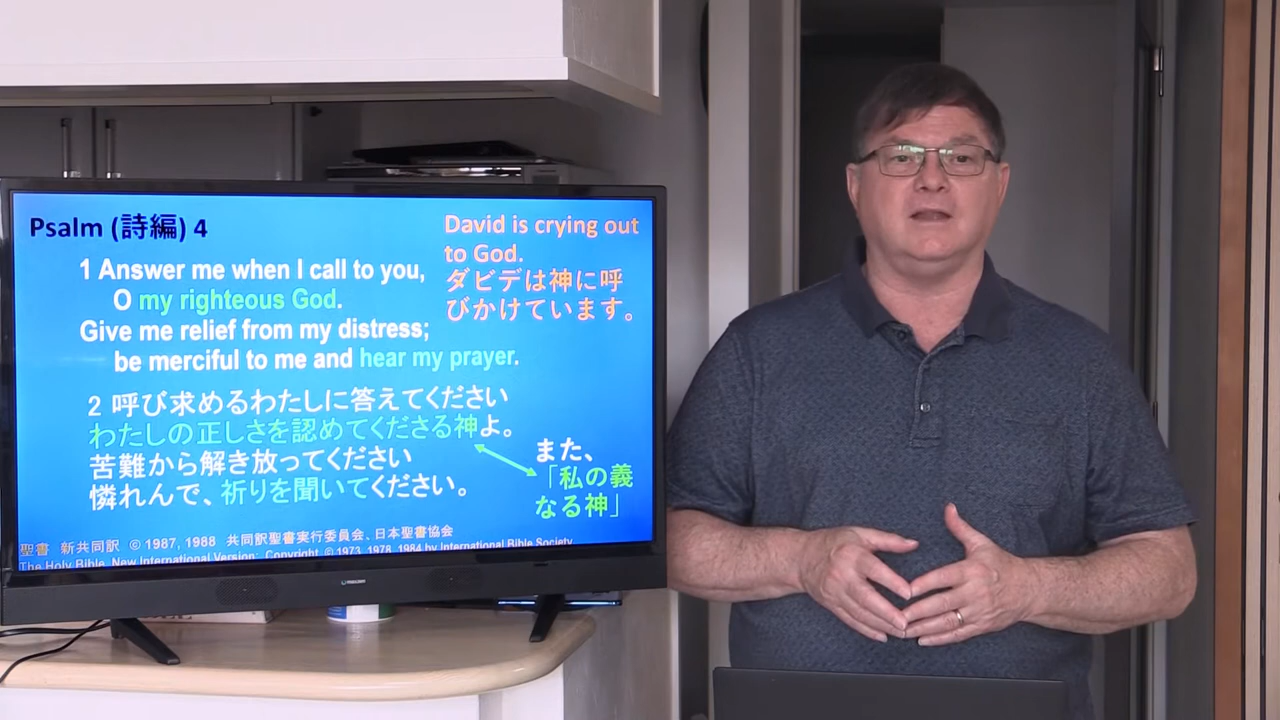 Psalm (詩編) 4
1 Answer me when I call to you,
O my righteous God.
Give me relief from my distress;
be merciful to me and hear my prayer.
David is crying out
to God.
ダビデは神に呼
びかけています。
2 呼び求めるわたしに答えてください
わたしの正しさを認めてくださる神よ。
苦難から解き放ってください
憐れんで、祈りを聞いてください。
また、
「私の義
なる神」
聖書 新共同訳 © 1987, 1988 共同訳聖書実行委員会、日本聖書協会
The Holy Bible, New International Version; Copyright © 1973, 1978, 1984 by International Bible Society